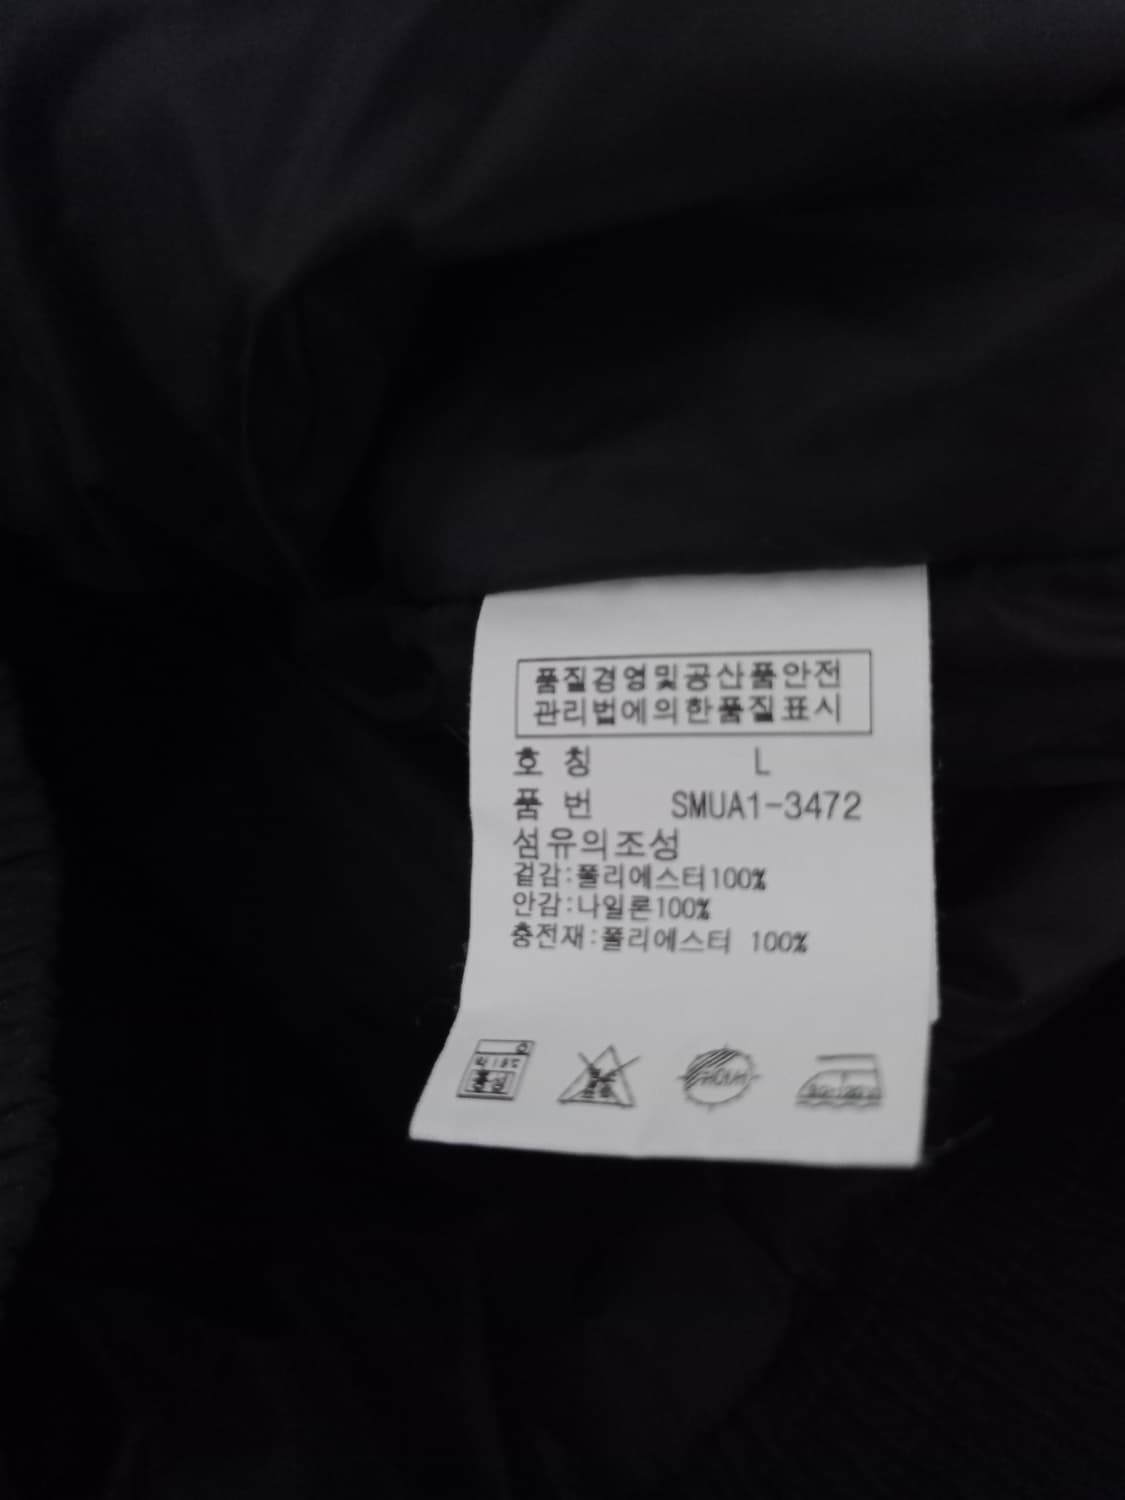 품질경영및공산품안전
관리법에의한품질표시
호 칭 L
품 번 SMUA1-3472
섬유의조성
겉감:폴리에스터100%
안감:나일론100%
충전재:폴리에스터 100%